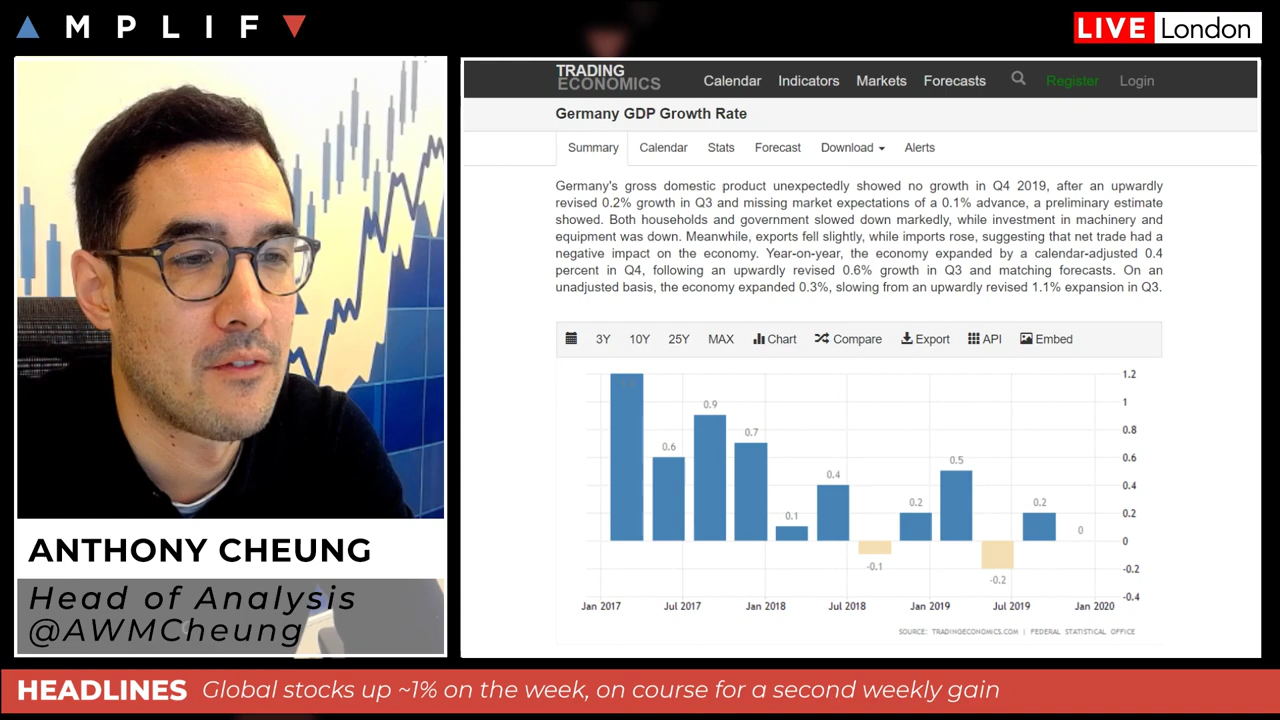 AMPLIFY
LIVE London
ANTHONY CHEUNG
Head of Analysis
@AWMCheung
TRADING
ECONOMICS
Calendar Indicators Markets Forecasts Register Login
Germany GDP Growth Rate
Summary Calendar Stats Forecast Download Alerts
Germany's gross domestic product unexpectedly showed no growth in Q4 2019, after an upwardly
revised 0.2% growth in Q3 and missing market expectations of a 0.1% advance, a preliminary estimate
showed. Both households and government slowed down markedly, while investment in machinery and
equipment was down. Meanwhile, exports fell slightly, while imports rose, suggesting that net trade had a
negative impact on the economy. Year-on-year, the economy expanded by a calendar-adjusted 0.4
percent in Q4, following an upwardly revised 0.6% growth in Q3 and matching forecasts. On an
unadjusted basis, the economy expanded 0.3%, slowing from an upwardly revised 1.1% expansion in Q3.
3Y 10Y 25Y MAX Chart Compare Export API Embed
0.6 0.9 0.7 0.1 0.4 -0.1 0.2 0.5 -0.2 0.2 0
1.2
1
0.8
0.6
0.4
0.2
0
-0.2
-0.4
Jan 2017 Jul 2017 Jan 2018 Jul 2018 Jan 2019 Jul 2019 Jan 2020
SOURCE: TRADINGECONOMICS.COM | FEDERAL STATISTICAL OFFICE
HEADLINES Global stocks up ~1% on the week, on course for a second weekly gain